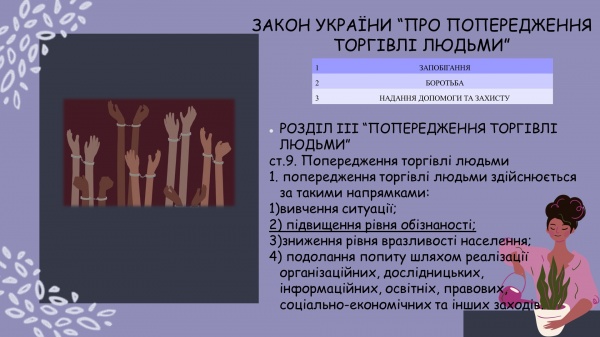 ЗАКОН УКРАЇНИ “ПРО ПОПЕРЕДЖЕННЯ
ТОРГІВЛІ ЛЮДЬМИ”
1 ЗАПОБІГАННЯ
2 БОРОТЬБА
3 НАДАННЯ ДОПОМОГИ ТА ЗАХИСТУ
• РОЗДІЛ ІІІ “ПОПЕРЕДЖЕННЯ ТОРГІВЛІ
ЛЮДЬМИ”
ст.9. Попередження торгівлі людьми
1. попередження торгівлі людьми здійснюється
за такими напрямками:
1)вивчення ситуації;
2) підвищення рівня обізнаності;
3)зниження рівня вразливості населення;
4) подолання попиту шляхом реалізації
організаційних, дослідницьких,
інформаційних, освітніх, правових,
соціально-економічних та інших заходів